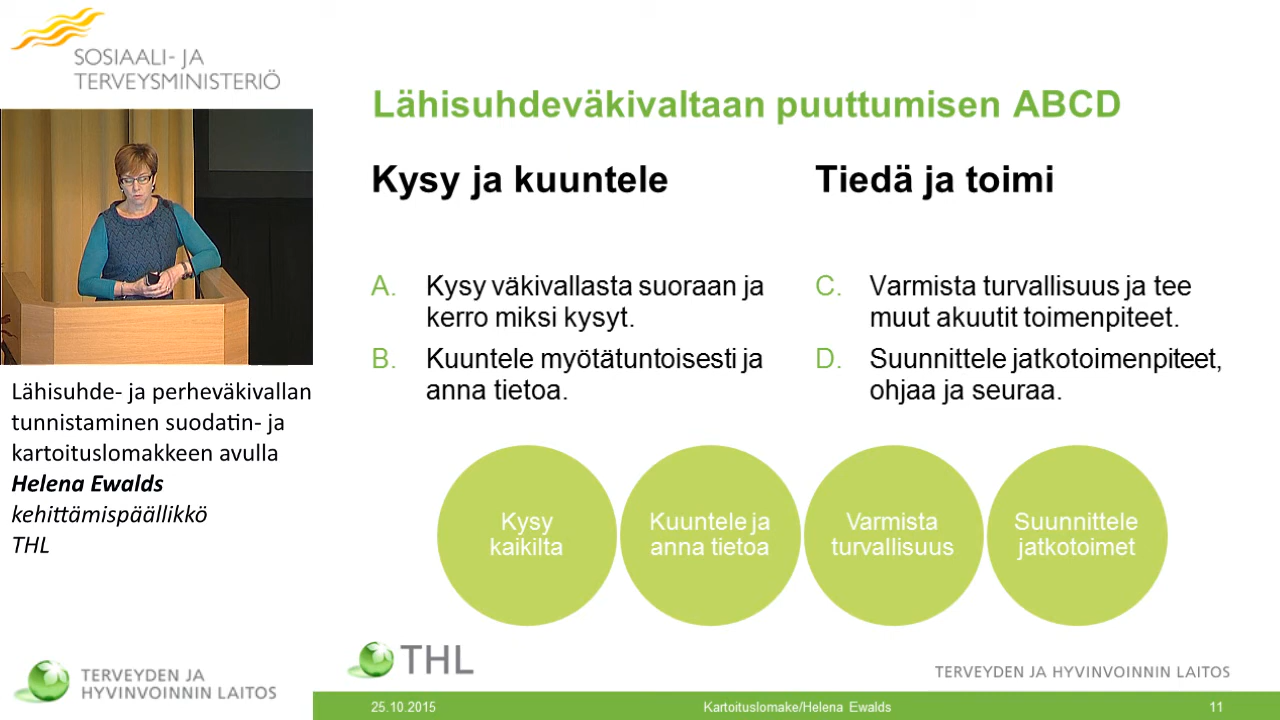 SOSIAALI- JA
TERVEYSMINISTERIÖ
Lähisuhde- ja perheväkivallan
tunnistaminen suodatin- ja
kartoituslomakkeen avulla
Helena Ewalds
kehittämispäällikkö
THL
TERVEYDEN JA
HYVINVOINNIN LAITOS
Lähisuhdeväkivaltaan puuttumisen ABCD
Kysy ja kuuntele
A. Kysy väkivallasta suoraan ja
kerro miksi kysyt.
B. Kuuntele myötätuntoisesti ja
anna tietoa.
Tiedä ja toimi
C. Varmista turvallisuus ja tee
muut akuutit toimenpiteet.
D. Suunnittele jatkotoimenpiteet,
ohjaa ja seuraa.
Kysy
kaikilta
Kuuntele ja
anna tietoa
Varmista
turvallisuus
Suunnittele
jatkotoimet
THL
TERVEYDEN JA HYVINVOINNIN LAITOS
25.10.2015
Kartoituslomake/Helena Ewalds
11